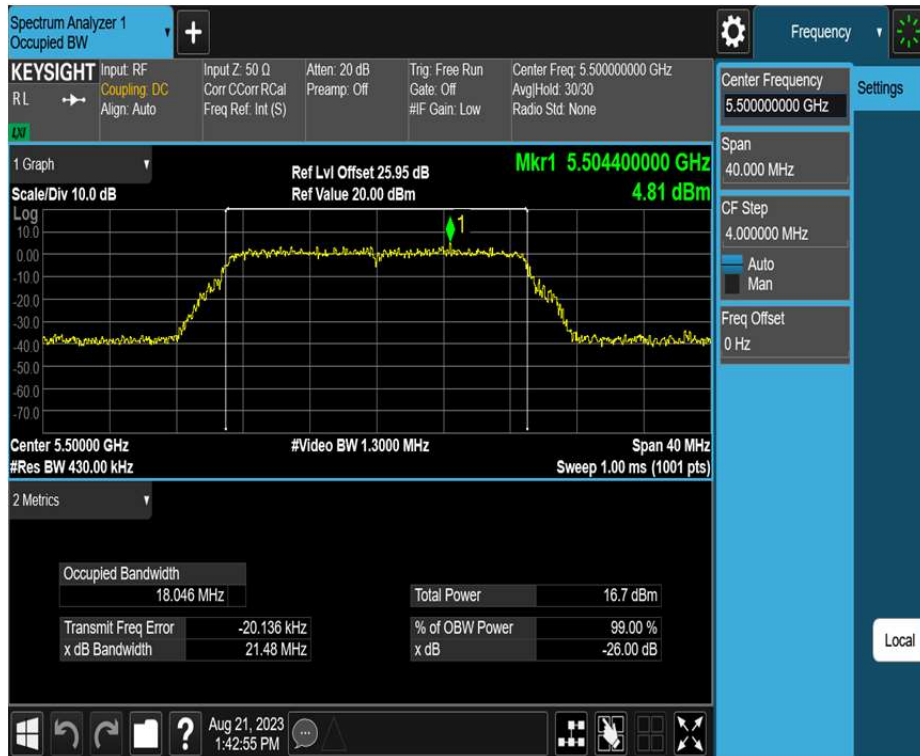 Spectrum Analyzer 1
Occupied BW
+
Frequency
KEYSIGHT
R L
LXI
Input: RF
Coupling: DC
Align: Auto
Input Z: 50 Ω
Corr CCorr RCal
Freq Ref: Int (S)
Atten: 20 dB
Preamp: Off
Trig: Free Run
Gate: Off
#IF Gain: Low
Center Freq: 5.500000000 GHz
Avg|Hold: 30/30
Radio Std: None
Center Frequency
5.500000000 GHz
Settings
Span
40.000 MHz
CF Step
4.000000 MHz
Auto
Man
Freq Offset
0 Hz
Local
1 Graph
Scale/Div 10.0 dB
Ref Lvl Offset 25.95 dB
Ref Value 20.00 dBm
Mkr1 5.504400000 GHz
4.81 dBm
Log
10.0
0.00
-10.0
-20.0
-30.0
-40.0
-50.0
-60.0
-70.0
1
Center 5.50000 GHz
#Res BW 430.00 kHz
#Video BW 1.3000 MHz
Span 40 MHz
Sweep 1.00 ms (1001 pts)
2 Metrics
Occupied Bandwidth
18.046 MHz
Transmit Freq Error -20.136 kHz
x dB Bandwidth 21.48 MHz
Total Power 16.7 dBm
% of OBW Power 99.00 %
x dB -26.00 dB
?
Aug 21, 2023
1:42:55 PM